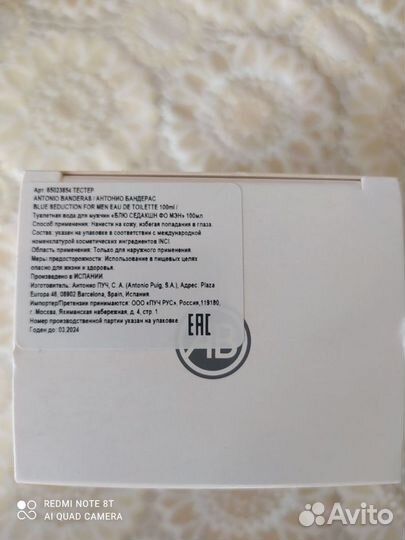 Арт. 65023854 ТЕСТЕР
ANTONIO BANDERAS / АНТОНИО БАНДЕРАС
BLUE SEDUCTION FOR MEN EAU DE TOILETTE 100ml /
Туалетная вода для мужчин «БЛЮ СЕДАКШН ФО МЭН» 100мл
Способ применения: Нанести на кожу, избегая попадания в глаза.
Состав: указан на упаковке в соответствии с международной
номенклатурой косметических ингредиентов INCI.
Область применения: Только для наружного применения.
Меры предосторожности: Использование в пищевых целях
опасно для жизни и здоровья.
Произведено в ИСПАНИИ
Изготовитель: Антонио ПУЧ, С. А. (Antonio Puig, S.A.), Адрес. Plaza
Europa 46, 08902 Barcelona, Spain, Испания.
Импортер/Претензии принимаются: ООО «ПУЧ РУС», Россия,119180,
г. Москва, Якиманская набережная, д. 4, стр. 1
Номер производственной партии указан на упаковке.
Годен до: 03.2024
EAC
AB
REDMI NOTE 8T
AI QUAD CAMERA
Avito